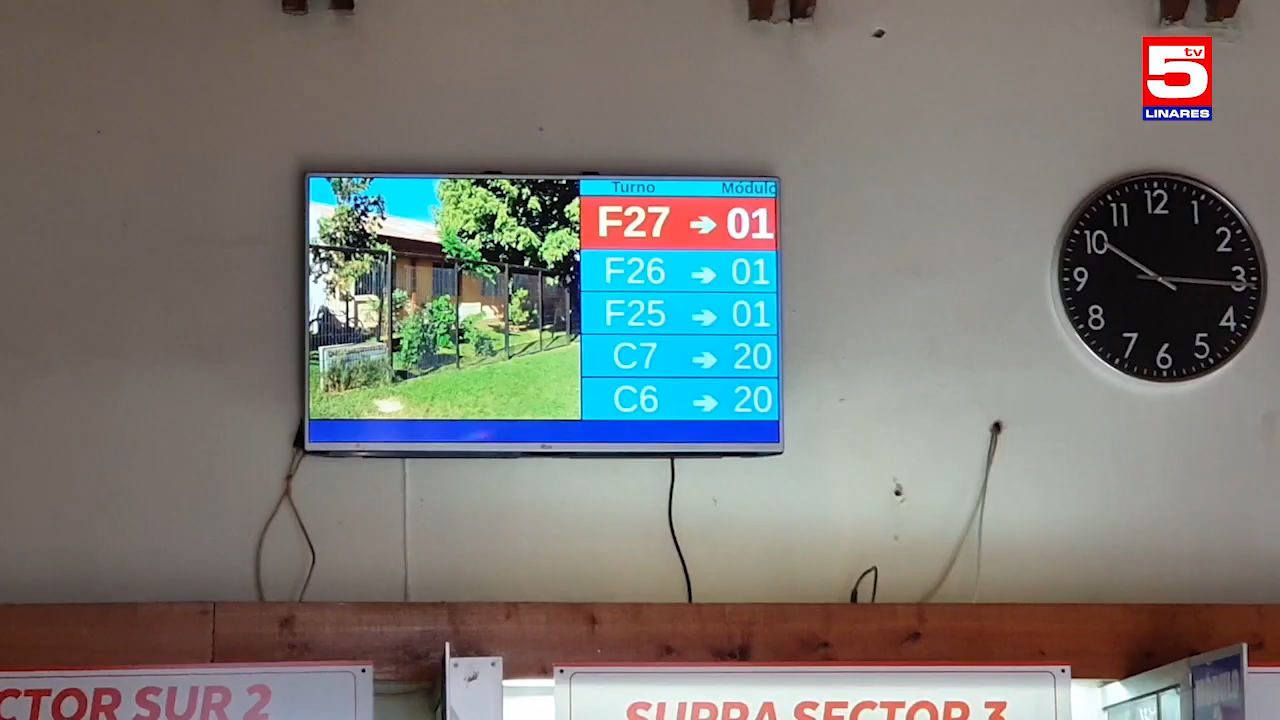 5 tv
LINARES
Turno Módulo
F27 → 01
F26 → 01
F25 → 01
C7 → 20
C6 → 20
12
1
2
3
4
5
6
7
8
9
10
11
CTOR SUR 2
SUPRA SECTOR 3